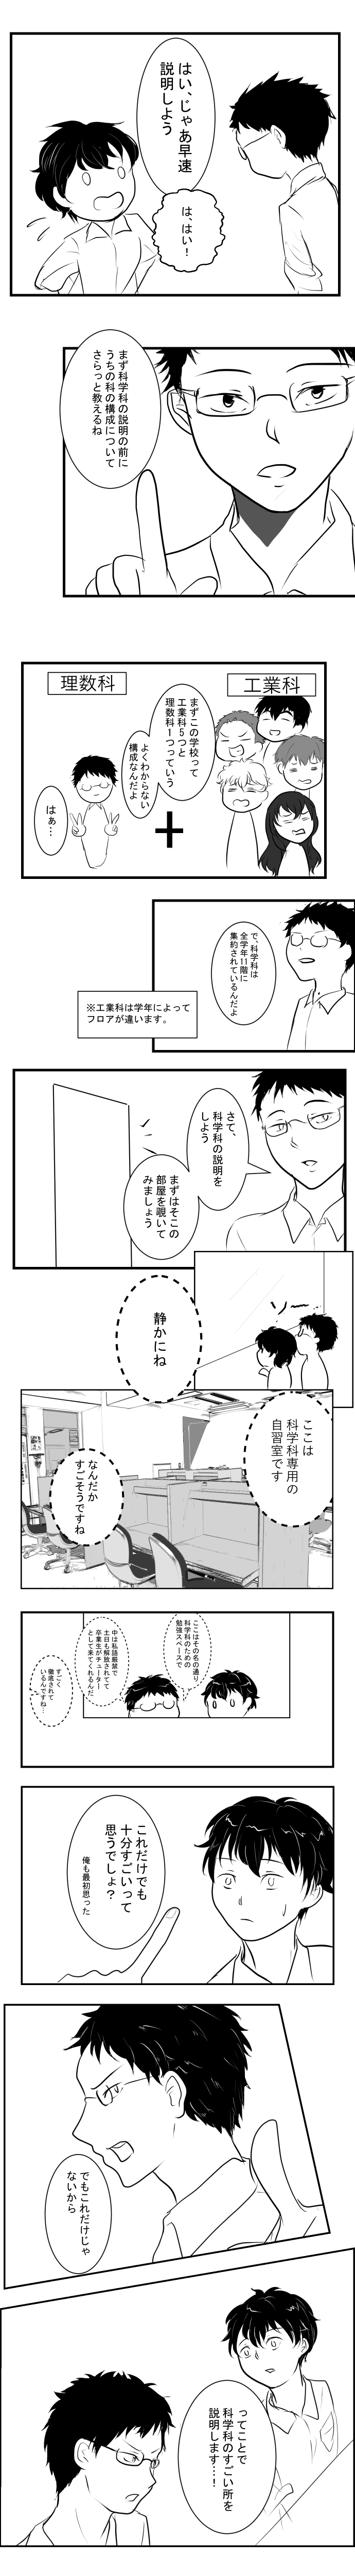 はい、じゃあ早速
説明しよう
は、はい！
まず科学科の説明の前に
うちの科の構成について
さらっと教えるね
工業科
理数科
まずこの学校って
工業科5つと
理数科1つっていう
よくわからない
構成なんだよ
はぁ…
で、科学科は
全学年11階に
集約されているんだよ
※工業科は学年によって
フロアが違います。
さて、
科学科の説明を
しよう
まずはそこの
部屋を覗いて
みましょう
ソー
静かにね
ここは
科学科専用の
自習室です
なんだか
すごそうですね
ここはその名の通り
科学科のための
勉強スペースで
中は私語厳禁で
土日も解放されてて
卒業生がチューター
として来てくれるんだ
すごく
徹底されて
いるんですね…
これだけでも
十分すごいって
思うでしょ？
俺も最初思った
でもこれだけじゃ
ないから
ってことで
科学科のすごい所を
説明します…！